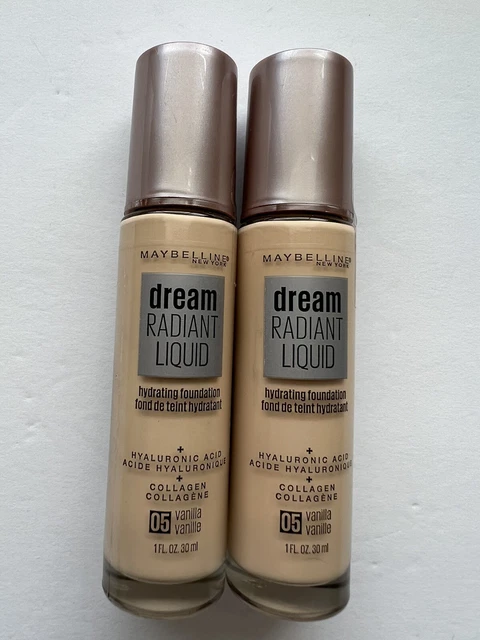 MAYBELLINE®
NEW YORK
dream
RADIANT
LIQUID
hydrating foundation
fond de teint hydratant
+
HYALURONIC ACID
ACIDE HYALURONIQUE
+
COLLAGEN
COLLAGÈNE
05 vanilla
vanille
1 FL. OZ. 30 ml
MAYBELLINE®
NEW YORK
dream
RADIANT
LIQUID
hydrating foundation
fond de teint hydratant
+
HYALURONIC ACID
ACIDE HYALURONIQUE
+
COLLAGEN
COLLAGÈNE
05 vanilla
vanille
1 FL. OZ. 30 ml